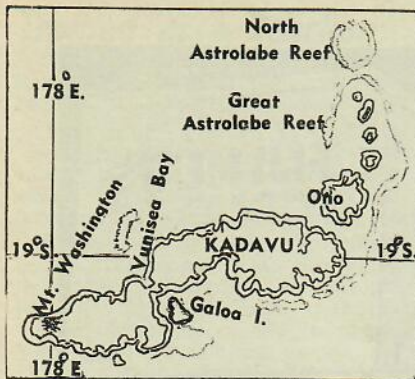 North
Astrolabe Reef
178° E.
Great
Astrolabe Reef
Ono
Vunisea Bay
Mt. Washington
KADAVU
19° S.
19° S.
Galoa I.
178° E.